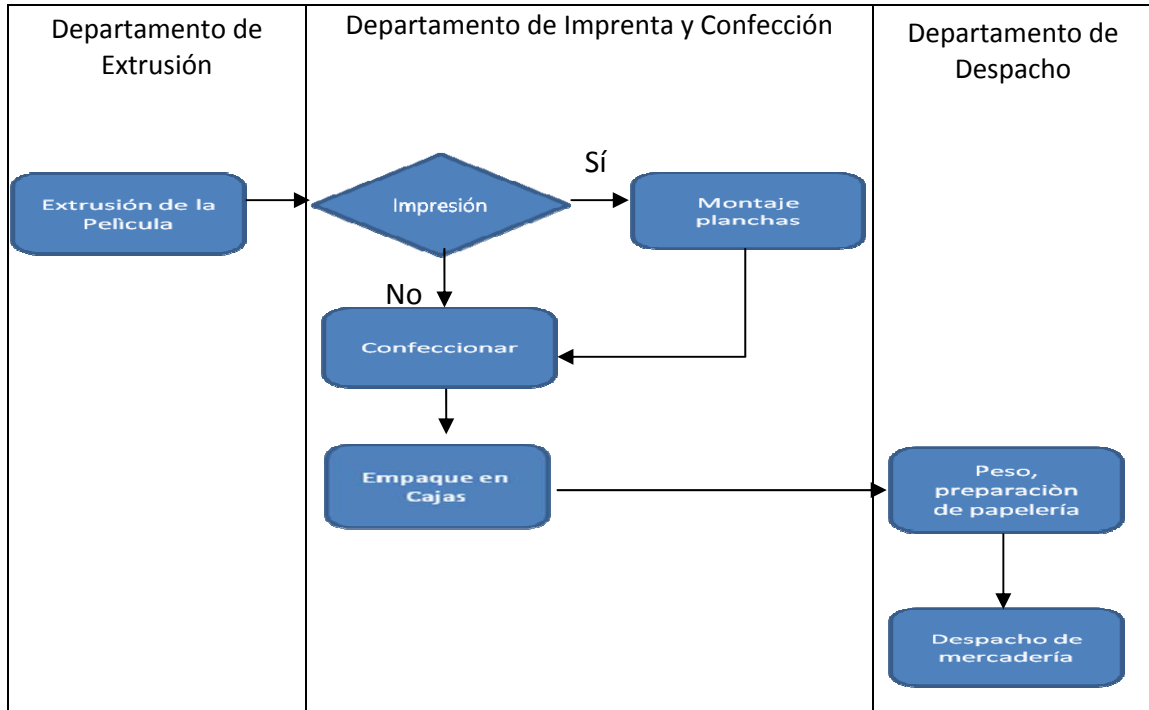 Departamento de
Extrusión
Departamento de Imprenta y Confección
Departamento de
Despacho
Extrusión de la
Pelìcula
Impresión
Sí
Montaje
planchas
No
Confeccionar
Empaque en
Cajas
Peso,
preparaciòn
de papelería
Despacho de
mercadería